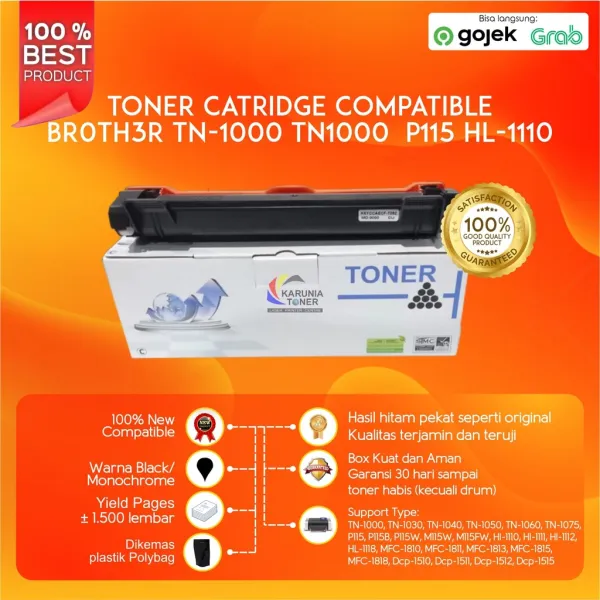 100 %
BEST
PRODUCT
Bisa langsung:
gojek Grab
TONER CATRIDGE COMPATIBLE
BR0TH3R TN-1000 TN1000 P115 HL-1110
SATISFACTION
100%
GOOD QUALITY
PRODUCT
GUARANTEED
KARUNIA
TONER
TONER
100% New
Compatible
Warna Black/
Monochrome
Yield Pages
± 1.500 lembar
Dikemas
plastik Polybag
Hasil hitam pekat seperti original
Kualitas terjamin dan teruji
Box Kuat dan Aman
Garansi 30 hari sampai
toner habis (kecuali drum)
Support Type:
TN-1000, TN-1030, TN-1040, TN-1050, TN-1060, TN-1075,
P115, P115B, P115W, M115W, M115FW, Hl-1110, Hl-1111, Hl-1112,
HL-1118, MFC-1810, MFC-1811, MFC-1813, MFC-1815,
MFC-1818, Dcp-1510, Dcp-1511, Dcp-1512, Dcp-1515